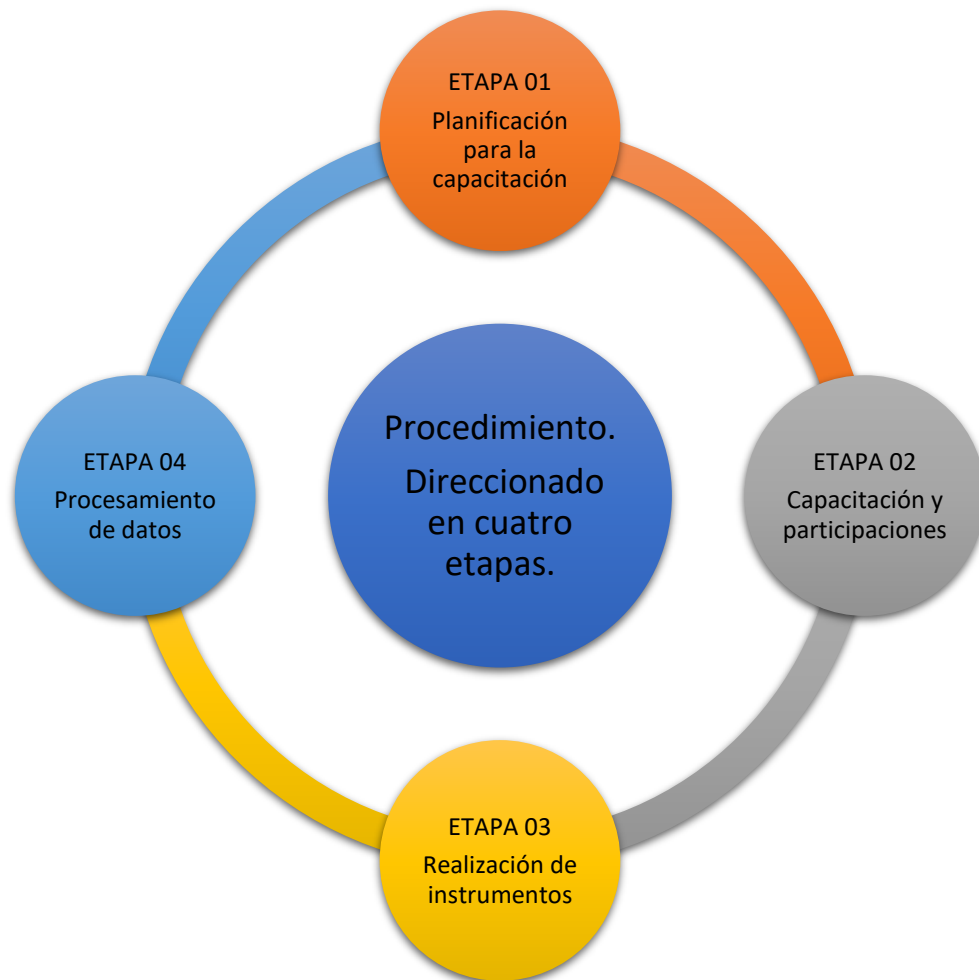 ETAPA 01
Planificación
para la
capacitación
Procedimiento.
Direccionado
en cuatro
etapas.
ETAPA 04
Procesamiento
de datos
ETAPA 02
Capacitación y
participaciones
ETAPA 03
Realización de
instrumentos